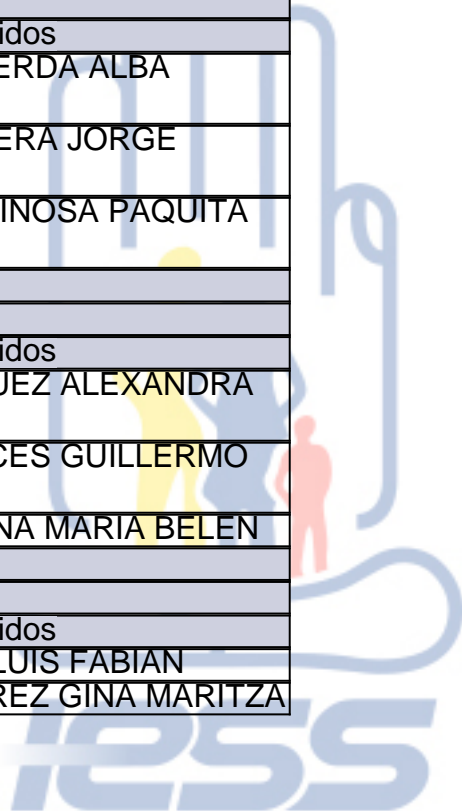 idos
ERDA ALBA
ERA JORGE
INOSA PAQUITA
idos
UEZ ALEXANDRA
CES GUILLERMO
NA MARIA BELEN
idos
LUIS FABIAN
REZ GINA MARITZA
iess